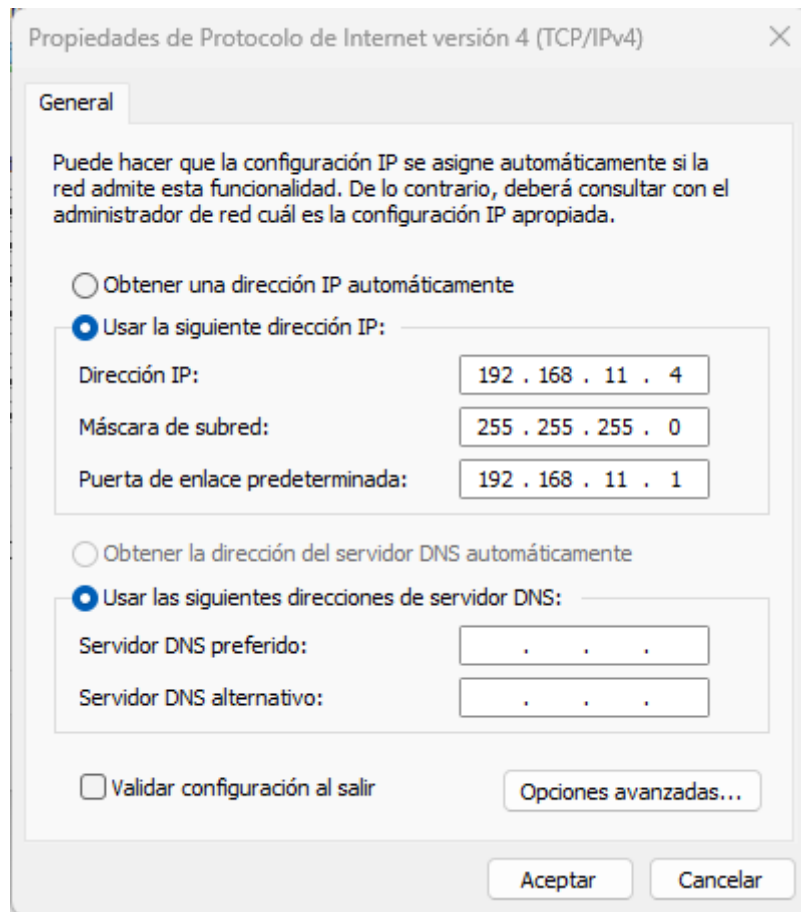 Propiedades de Protocolo de Internet versión 4 (TCP/IPv4)
General
Puede hacer que la configuración IP se asigne automáticamente si la
red admite esta funcionalidad. De lo contrario, deberá consultar con el
administrador de red cuál es la configuración IP apropiada.
Obtener una dirección IP automáticamente
Usar la siguiente dirección IP:
Dirección IP: 192 . 168 . 11 . 4
Máscara de subred: 255 . 255 . 255 . 0
Puerta de enlace predeterminada: 192 . 168 . 11 . 1
Obtener la dirección del servidor DNS automáticamente
Usar las siguientes direcciones de servidor DNS:
Servidor DNS preferido: . . .
Servidor DNS alternativo: . . .
Validar configuración al salir Opciones avanzadas...
Aceptar Cancelar